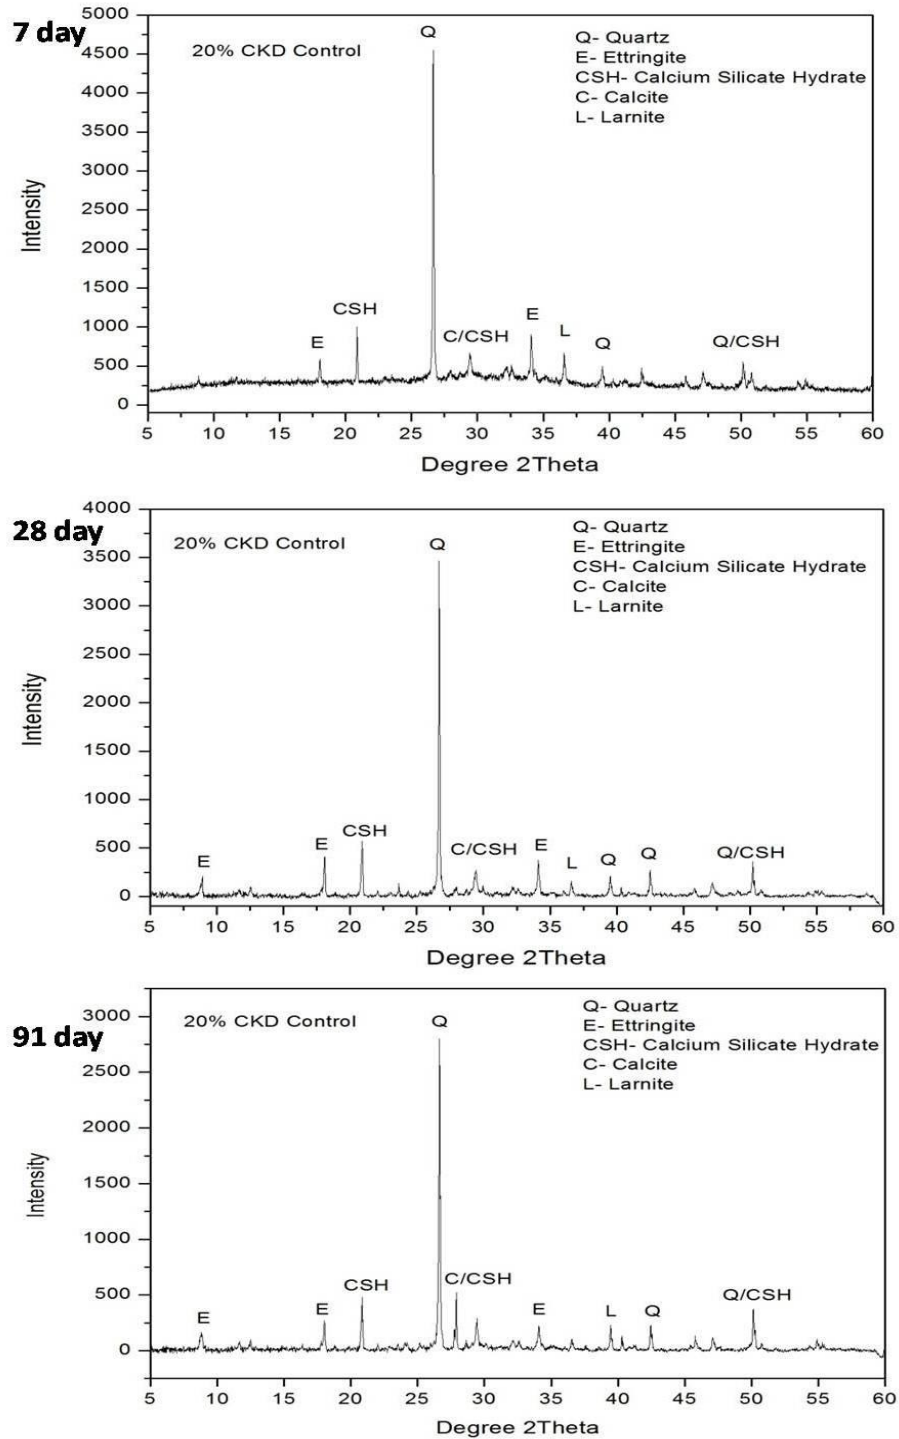 7 day
20% CKD Control
Q- Quartz
E- Ettringite
CSH- Calcium Silicate Hydrate
C- Calcite
L- Larnite
Q
E
CSH
C/CSH
E
L
Q
Q/CSH
Intensity
5000
4500
4000
3500
3000
2500
2000
1500
1000
500
0
5 10 15 20 25 30 35 40 45 50 55 60
Degree 2Theta
28 day
20% CKD Control
Q- Quartz
E- Ettringite
CSH- Calcium Silicate Hydrate
C- Calcite
L- Larnite
Q
E
E
CSH
C/CSH
E
L
Q
Q
Q/CSH
Intensity
4000
3500
3000
2500
2000
1500
1000
500
0
5 10 15 20 25 30 35 40 45 50 55 60
Degree 2Theta
91 day
20% CKD Control
Q- Quartz
E- Ettringite
CSH- Calcium Silicate Hydrate
C- Calcite
L- Larnite
Q
E
E
CSH
C/CSH
E
L
Q
Q/CSH
Intensity
3000
2500
2000
1500
1000
500
0
5 10 15 20 25 30 35 40 45 50 55 60
Degree 2Theta